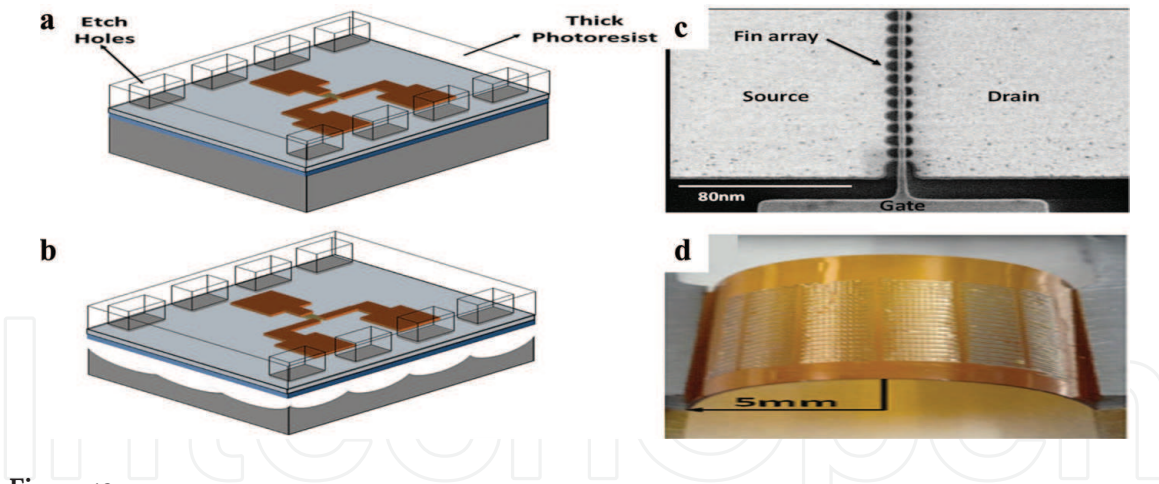 a
Etch
Holes
Thick
Photoresist
b
c
Fin array
Source
Drain
80nm
Gate
d
5mm